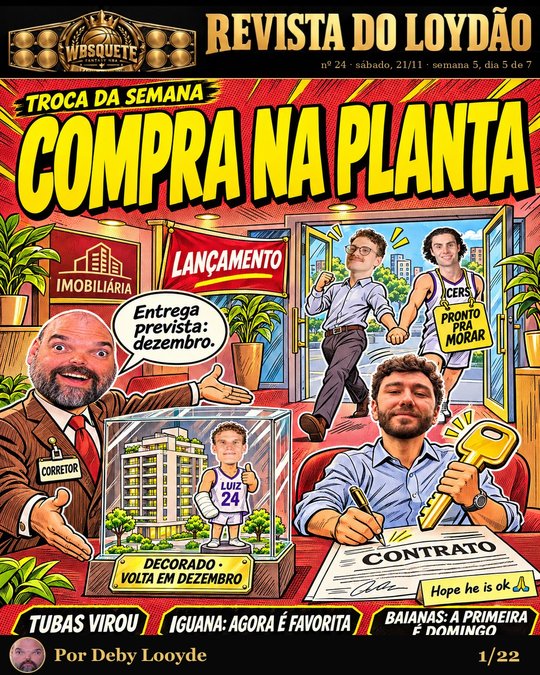 WBSQUETE
FANTASY NBA
REVISTA DO LOYDÃO
nº 24 · sábado, 21/11 · semana 5, dia 5 de 7
TROCA DA SEMANA
COMPRA NA PLANTA
IMOBILIÁRIA
LANÇAMENTO
Entrega
prevista:
dezembro.
CERS
PRONTO
PRA
MORAR
CORRETOR
LUIZ
24
DECORADO ·
VOLTA EM DEZEMBRO
CONTRATO
Hope he is ok 🙏
TUBAS VIROU
IGUANA: AGORA É FAVORITA
BAIANAS: A PRIMEIRA
É DOMINGO
Por Deby Looyde
1/22